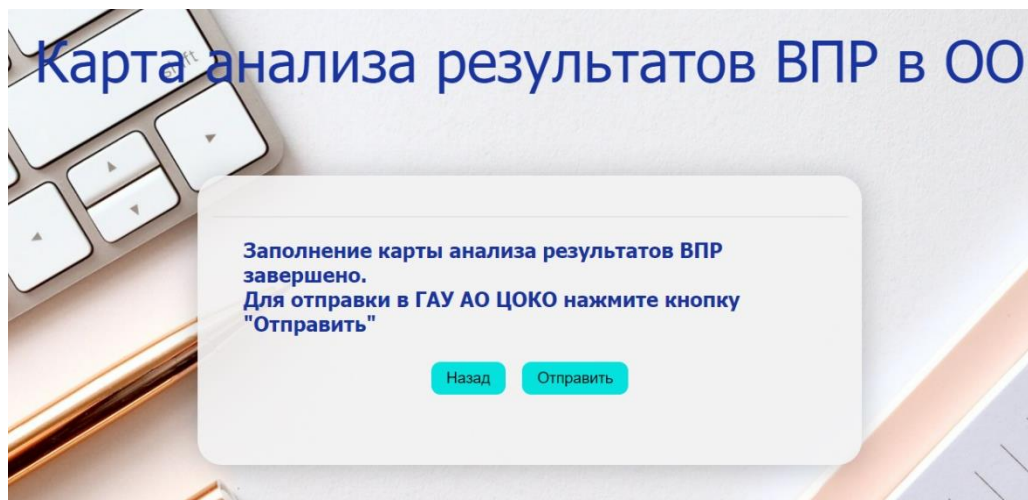 Карта анализа результатов ВПР в ОО
Shift
Заполнение карты анализа результатов ВПР
завершено.
Для отправки в ГАУ АО ЦОКО нажмите кнопку
"Отправить"
Назад Отправить